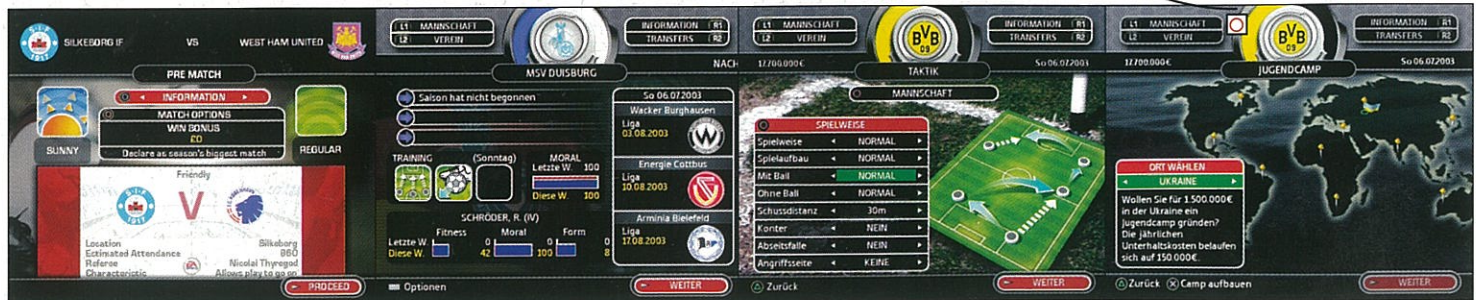 SILKEBORG IF VS WEST HAM UNITED
PRE MATCH
INFORMATION
MATCH OPTIONS
WIN BONUS
£0
Declare as season's biggest match
SUNNY
REGULAR
Friendly
V
Location Silkeborg
Estimated Attendance 860
Referee Nicolai Thyregod
Characteristic Allows play to go on
PROCEED
L1 MANNSCHAFT
L2 VEREIN
INFORMATION R1
TRANSFERS R2
NACH
MSV DUISBURG
Saison hat nicht begonnen
TRAINING
(Sonntag)
MORAL
Letzte W. 100
Diese W. 100
SCHRÖDER, R. (IV)
Fitness Moral Form
Letzte W. 0 0
Diese W. 42 100 8
So 06.07.2003
Wacker Burghausen
Liga
03.08.2003
Energie Cottbus
Liga
10.08.2003
Arminia Bielefeld
Liga
17.08.2003
Optionen
WEITER
L1 MANNSCHAFT
L2 VEREIN
BVB
09
INFORMATION R1
TRANSFERS R2
17.700.000€
So 06.07.2003
TAKTIK
MANNSCHAFT
SPIELWEISE
Spielweise NORMAL
Spielaufbau NORMAL
Mit Ball NORMAL
Ohne Ball NORMAL
Schussdistanz 30m
Konter NEIN
Abseitsfalle NEIN
Angriffsseite KEINE
Zurück
WEITER
L1 MANNSCHAFT
L2 VEREIN
BVB
09
INFORMATION R1
TRANSFERS R2
17.700.000€
So 06.07.2003
JUGENDCAMP
ORT WÄHLEN
UKRAINE
Wollen Sie für 1.500.000€
in der Ukraine ein
Jugendcamp gründen?
Die jährlichen
Unterhaltskosten belaufen
sich auf 150.000€.
Zurück
Camp aufbauen
WEITER